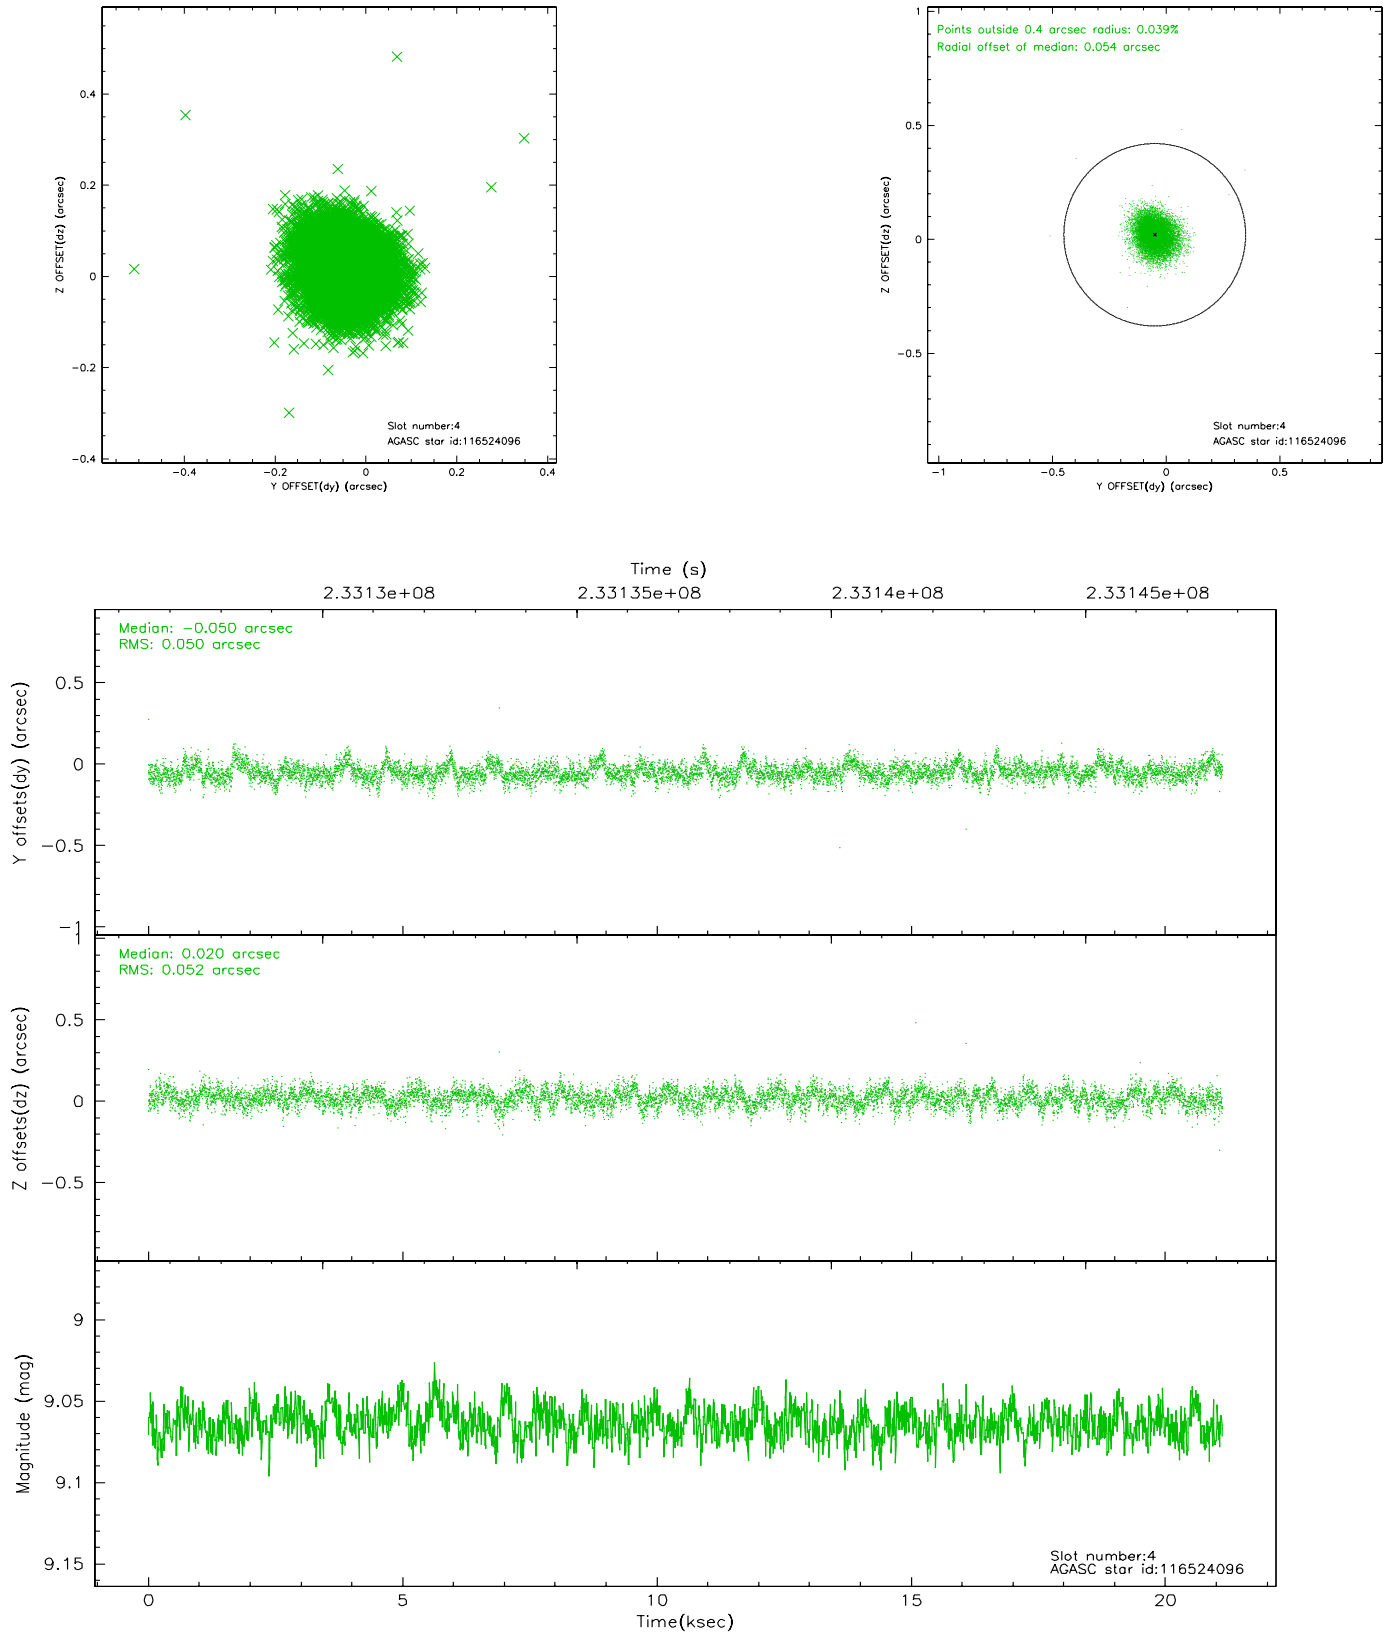 Z OFFSET(dz) (arcsec)
0.4
0.2
0
−0.2
−0.4
Slot number:4
AGASC star id:116524096
−0.4
−0.2
0
0.2
0.4
Y OFFSET(dy) (arcsec)
Points outside 0.4 arcsec radius: 0.039%
Radial offset of median: 0.054 arcsec
Z OFFSET(dz) (arcsec)
1
0.5
0
−0.5
Slot number:4
AGASC star id:116524096
−1
−0.5
0
0.5
Y OFFSET(dy) (arcsec)
Time (s)
2.3313e+08
2.33135e+08
2.3314e+08
2.33145e+08
Median: −0.050 arcsec
RMS: 0.050 arcsec
Y offsets(dy) (arcsec)
0.5
0
−0.5
−1
Median: 0.020 arcsec
RMS: 0.052 arcsec
Z offsets(dz) (arcsec)
1
0.5
0
−0.5
Magnitude (mag)
9
9.05
9.1
9.15
Slot number:4
AGASC star id:116524096
0
5
10
15
20
Time(ksec)